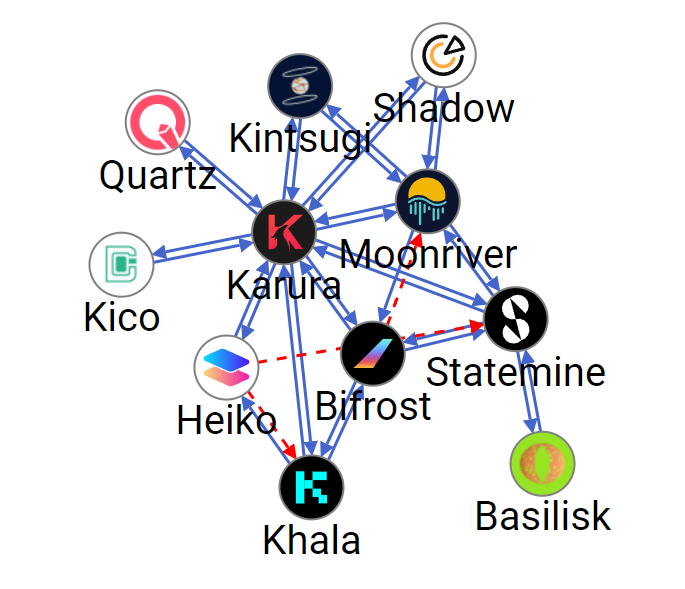 Shadow
Kintsugi
Quartz
Moonriver
Karura
Kico
Statemine
Bifrost
Heiko
Basilisk
Khala